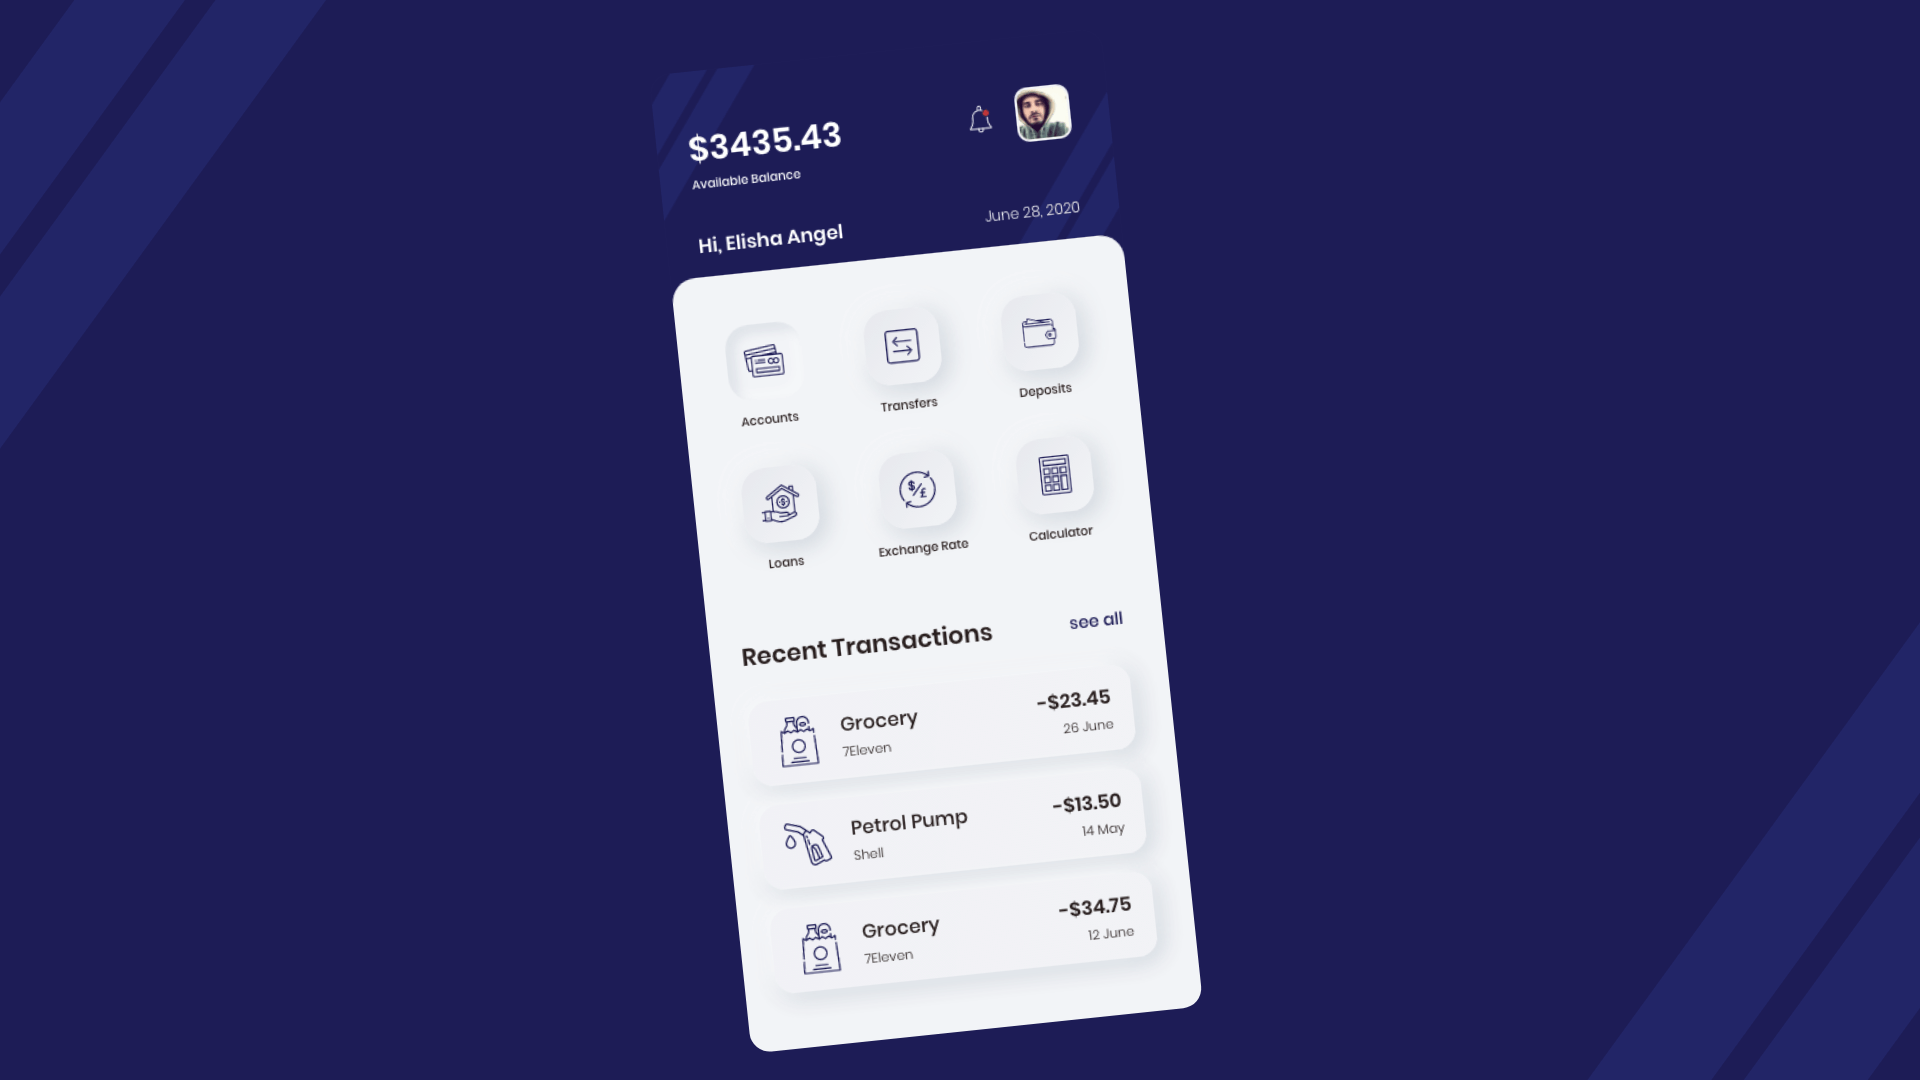 $3435.43
Available Balance
Hi, Elisha Angel
June 28, 2020
Accounts
Transfers
Deposits
Loans
$/£
Exchange Rate
Calculator
Recent Transactions
see all
Grocery
-$23.45
7Eleven
26 June
Petrol Pump
-$13.50
Shell
14 May
Grocery
-$34.75
7Eleven
12 June